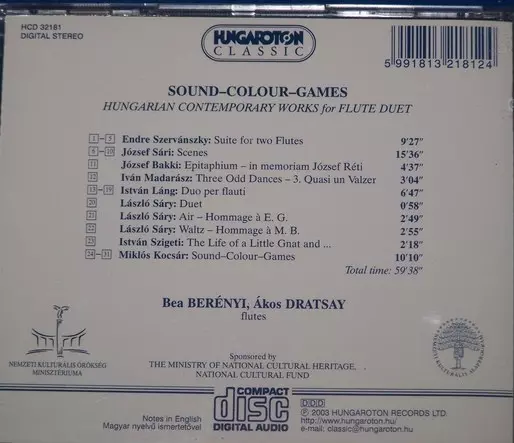 HCD 32181
DIGITAL STEREO
HUNGAROTON
CLASSIC
5 991813 218124
SOUND–COLOUR–GAMES
HUNGARIAN CONTEMPORARY WORKS for FLUTE DUET
1 – 5 Endre Szervánszky: Suite for two Flutes 9'27"
6 – 10 József Sári: Scenes 15'36"
11 József Bakki: Epitaphium – in memoriam József Réti 4'37"
12 Iván Madarász: Three Odd Dances – 3. Quasi un Valzer 3'04"
13 – 19 István Láng: Duo per flauti 6'47"
20 László Sáry: Duet 0'58"
21 László Sáry: Air – Hommage à E. G. 2'49"
22 László Sáry: Waltz – Hommage à M. B. 2'55"
23 István Szigeti: The Life of a Little Gnat and ... 2'18"
24 – 31 Miklós Kocsár: Sound–Colour–Games 10'10"
Total time: 59'38"
Bea BERÉNYI, Ákos DRATSAY
flutes
NEMZETI KULTURÁLIS ÖRÖKSÉG
MINISZTÉRIUMA
Sponsored by
THE MINISTRY OF NATIONAL CULTURAL HERITAGE,
NATIONAL CULTURAL FUND
Notes in English
Magyar nyelvű ismertetővel
COMPACT
disc
DIGITAL AUDIO
DDD
℗ 2003 HUNGAROTON RECORDS LTD.
http://www.hungaroton.hu/
e-mail: classic@hungaroton.hu